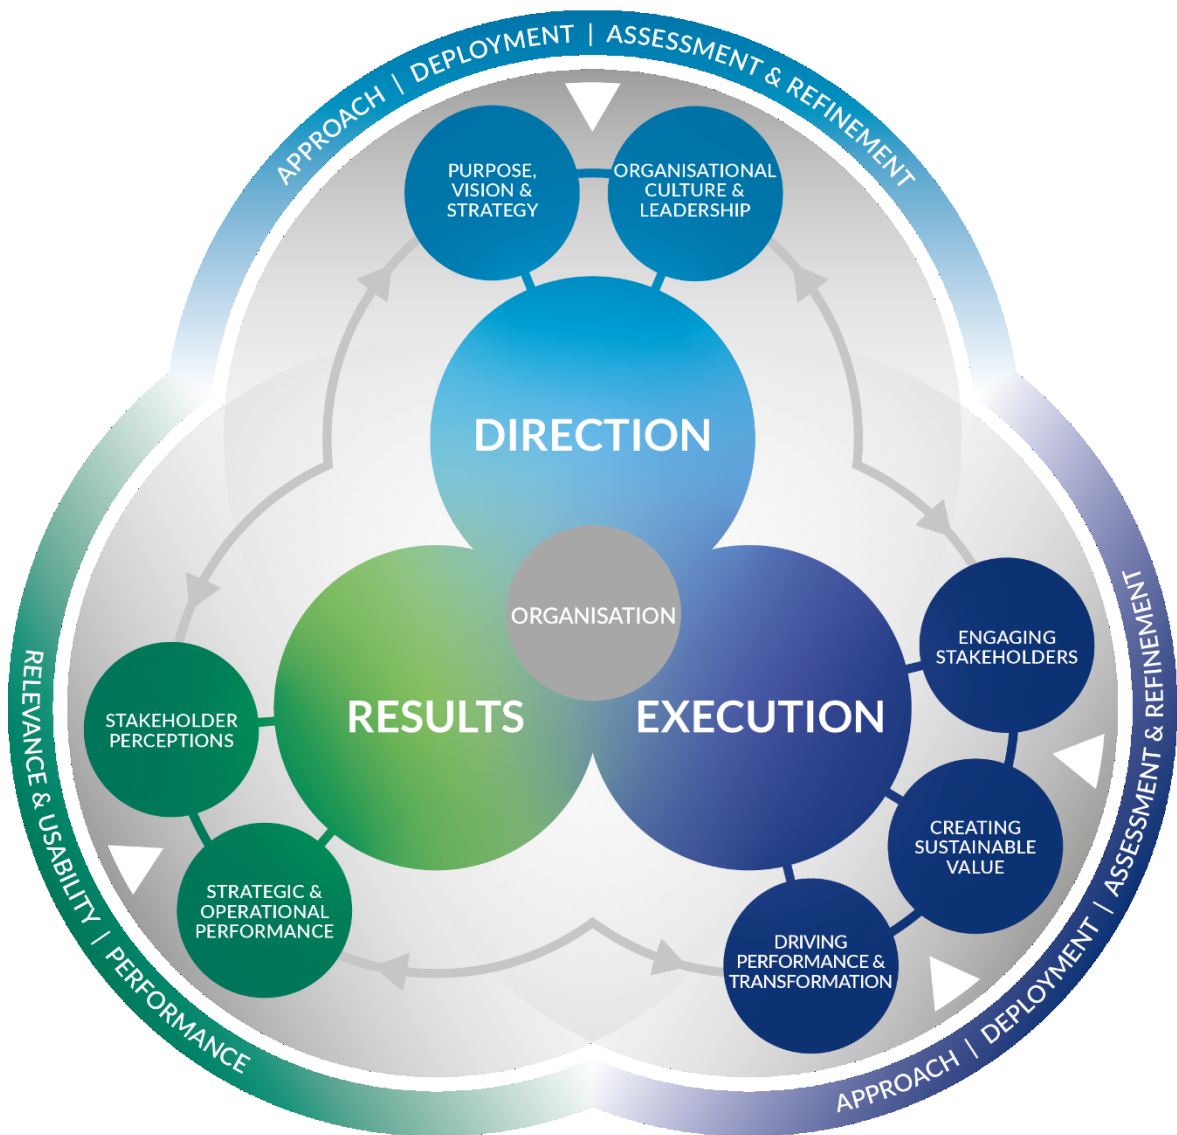 APPROACH | DEPLOYMENT | ASSESSMENT & REFINEMENT
PURPOSE,
VISION &
STRATEGY
ORGANISATIONAL
CULTURE &
LEADERSHIP
DIRECTION
ORGANISATION
RESULTS
EXECUTION
ENGAGING
STAKEHOLDERS
CREATING
SUSTAINABLE
VALUE
DRIVING
PERFORMANCE &
TRANSFORMATION
APPROACH | DEPLOYMENT | ASSESSMENT & REFINEMENT
STAKEHOLDER
PERCEPTIONS
STRATEGIC &
OPERATIONAL
PERFORMANCE
RELEVANCE & USABILITY | PERFORMANCE